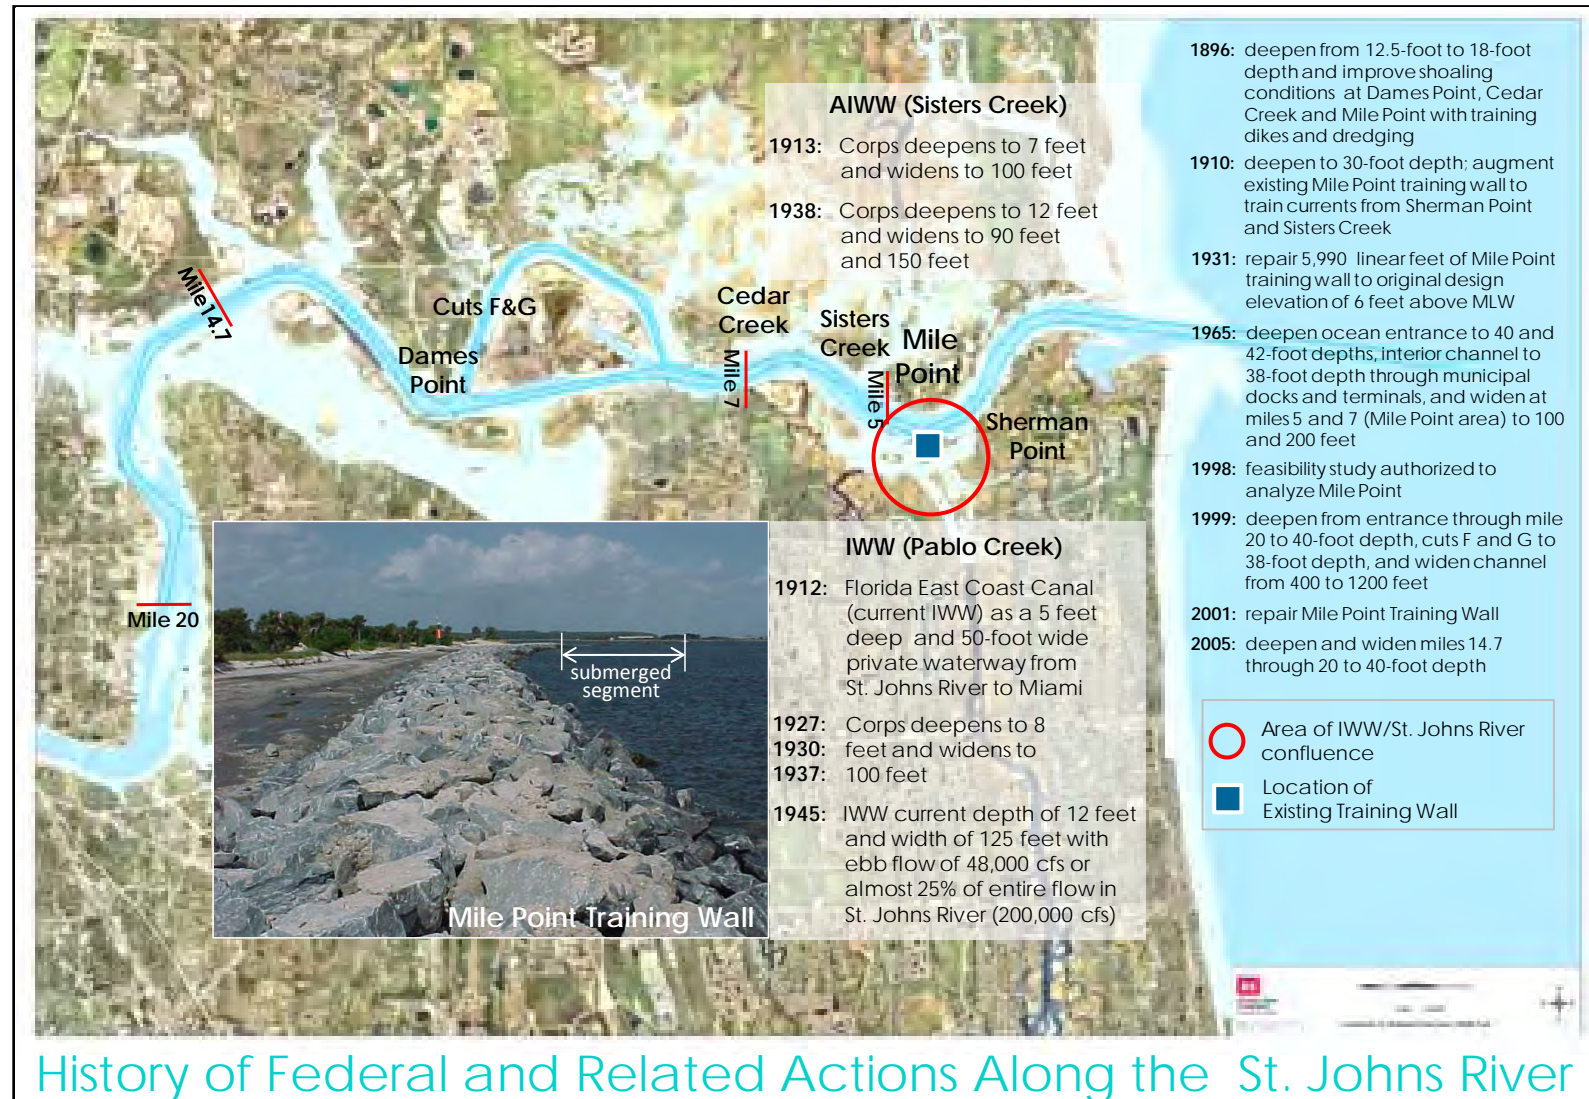 1896: deepen from 12.5-foot to 18-foot
depth and improve shoaling
conditions at Dames Point, Cedar
Creek and Mile Point with training
dikes and dredging
1910: deepen to 30-foot depth; augment
existing Mile Point training wall to
train currents from Sherman Point
and Sisters Creek
1931: repair 5,990 linear feet of Mile Point
training wall to original design
elevation of 6 feet above MLW
1965: deepen ocean entrance to 40 and
42-foot depths, interior channel to
38-foot depth through municipal
docks and terminals, and widen at
miles 5 and 7 (Mile Point area) to 100
and 200 feet
1998: feasibility study authorized to
analyze Mile Point
1999: deepen from entrance through mile
20 to 40-foot depth, cuts F and G to
38-foot depth, and widen channel
from 400 to 1200 feet
2001: repair Mile Point Training Wall
2005: deepen and widen miles 14.7
through 20 to 40-foot depth
Area of IWW/St. Johns River
confluence
Location of
Existing Training Wall
AIWW (Sisters Creek)
1913: Corps deepens to 7 feet
and widens to 100 feet
1938: Corps deepens to 12 feet
and widens to 90 feet
and 150 feet
Mile14.7
Cuts F&G
Dames
Point
Cedar
Creek
Mile 7
Sisters
Creek
Mile 5
Mile
Point
Sherman
Point
Mile 20
submerged
segment
Mile Point Training Wall
IWW (Pablo Creek)
1912: Florida East Coast Canal
(current IWW) as a 5 feet
deep and 50-foot wide
private waterway from
St. Johns River to Miami
1927: Corps deepens to 8
1930: feet and widens to
1937: 100 feet
1945: IWW current depth of 12 feet
and width of 125 feet with
ebb flow of 48,000 cfs or
almost 25% of entire flow in
St. Johns River (200,000 cfs)
History of Federal and Related Actions Along the St. Johns River